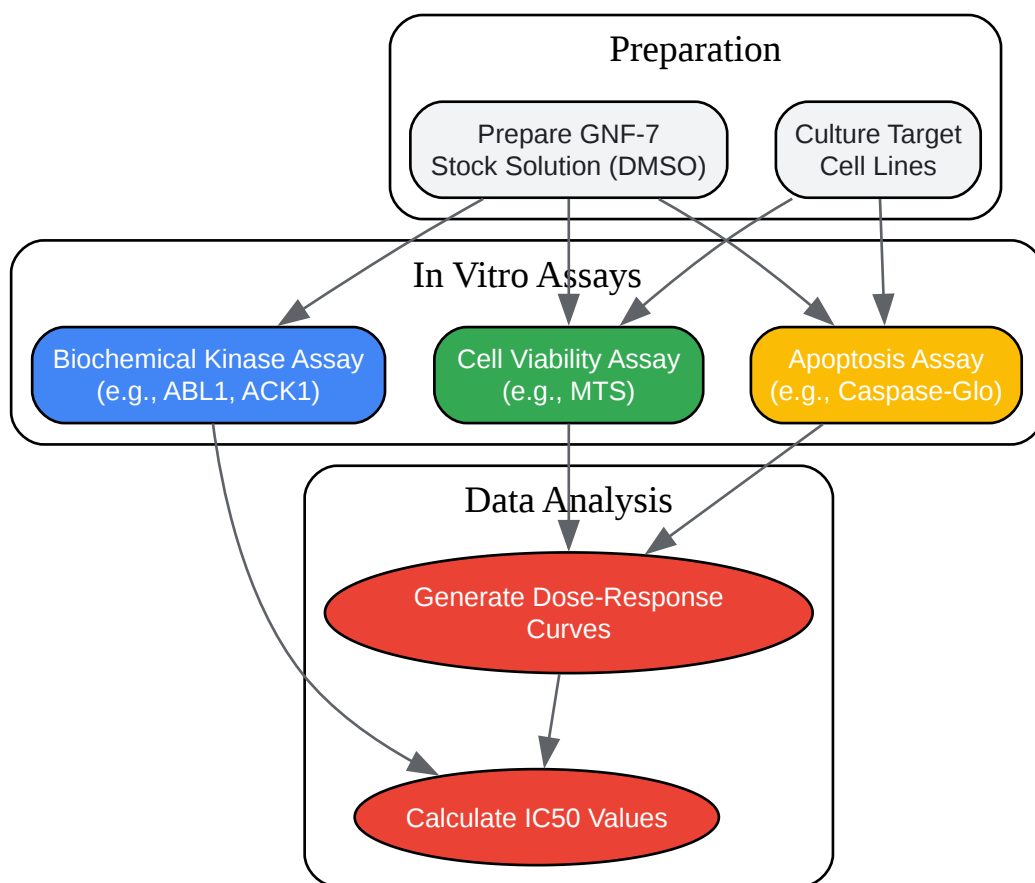 Preparation
Prepare GNF-7
Stock Solution (DMSO)
Culture Target
Cell Lines
In Vitro Assays
Biochemical Kinase Assay
(e.g., ABL1, ACK1)
Cell Viability Assay
(e.g., MTS)
Apoptosis Assay
(e.g., Caspase-Glo)
Data Analysis
Generate Dose-Response
Curves
Calculate IC50 Values